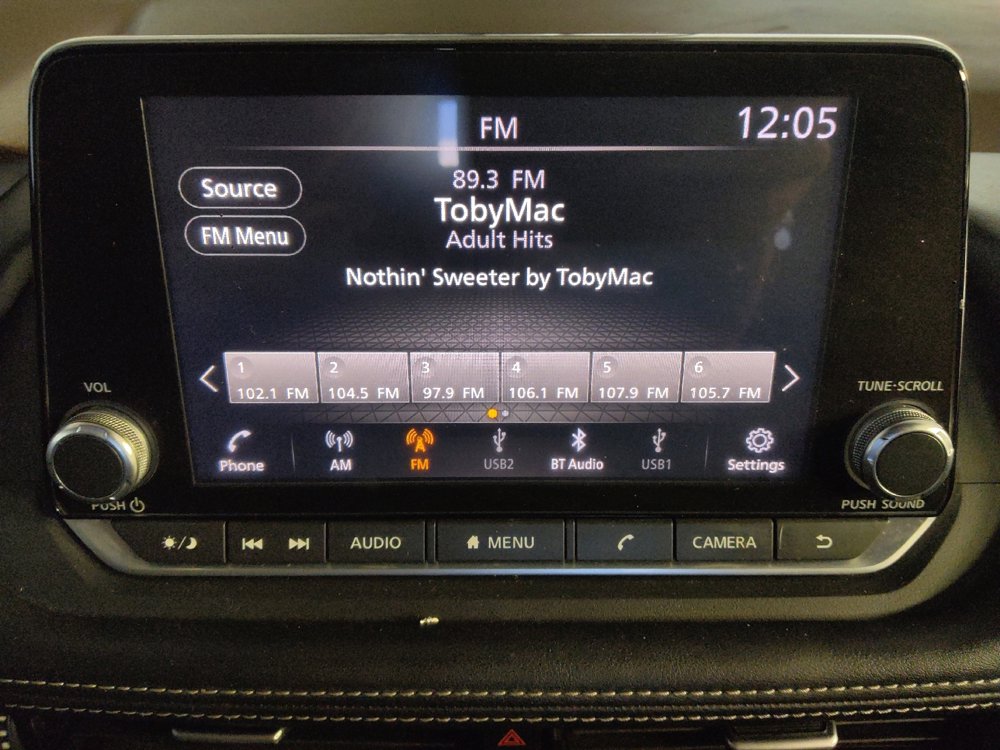 FM 12:05
Source
FM Menu
89.3 FM
TobyMac
Adult Hits
Nothin' Sweeter by TobyMac
1 2 3 4 5 6
102.1 FM 104.5 FM 97.9 FM 106.1 FM 107.9 FM 105.7 FM
Phone AM FM USB2 BT Audio USB1 Settings
VOL
PUSH
TUNE·SCROLL
PUSH SOUND
AUDIO MENU CAMERA